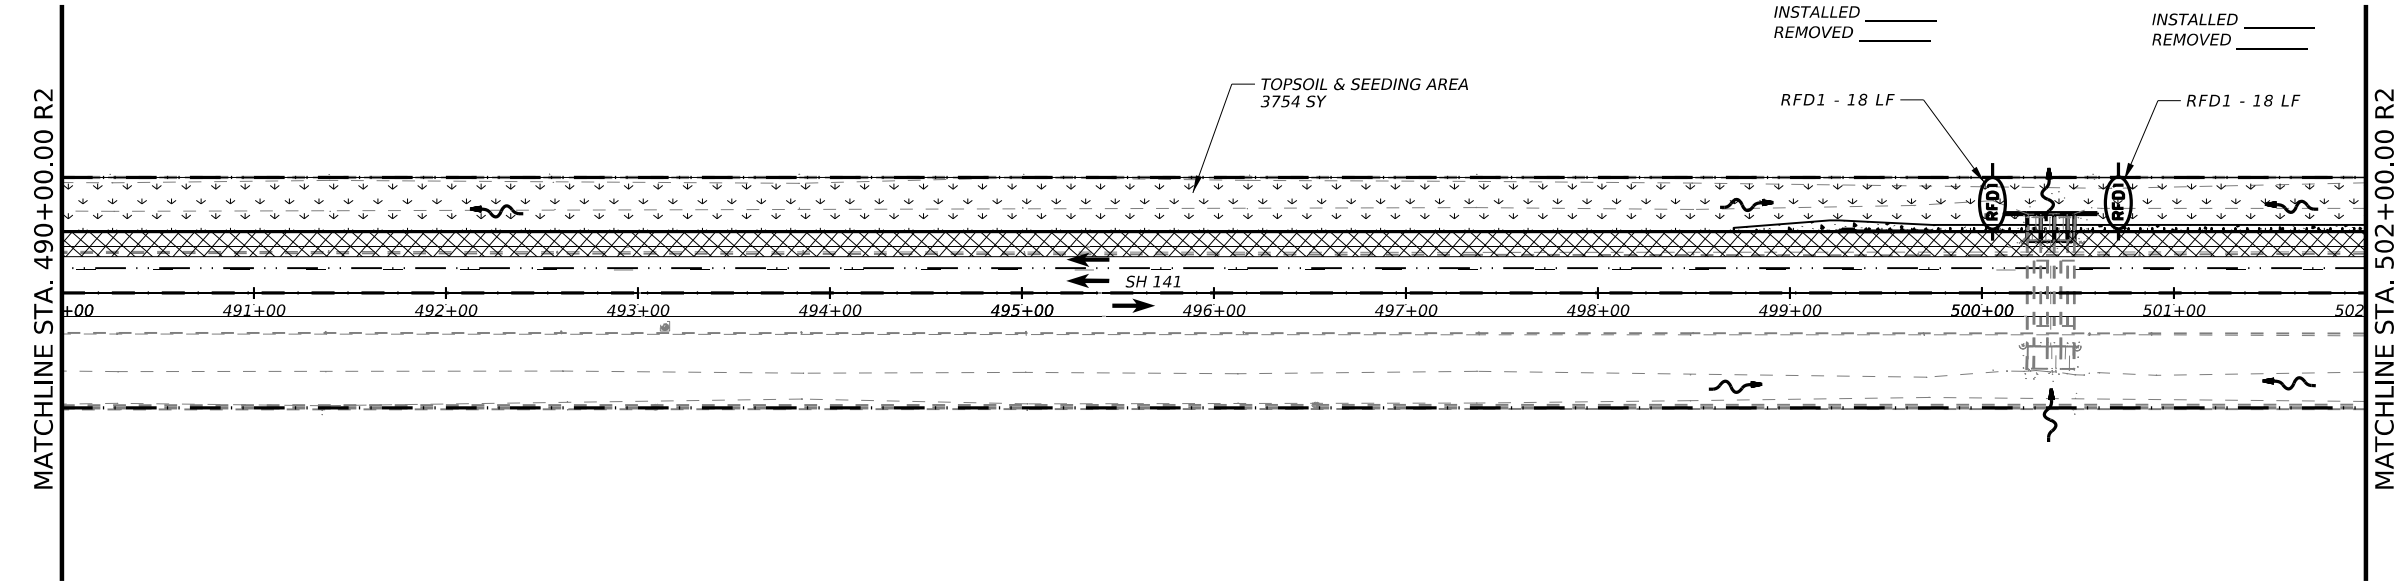 INSTALLED
REMOVED
INSTALLED
REMOVED
TOPSOIL & SEEDING AREA
3754 SY
RFD1 - 18 LF
RFD1 - 18 LF
MATCHLINE STA. 490+00.00 R2
RFD1
RFD1
SH 141
+00 491+00 492+00 493+00 494+00 495+00 496+00 497+00 498+00 499+00 500+00 501+00 502
MATCHLINE STA. 502+00.00 R2